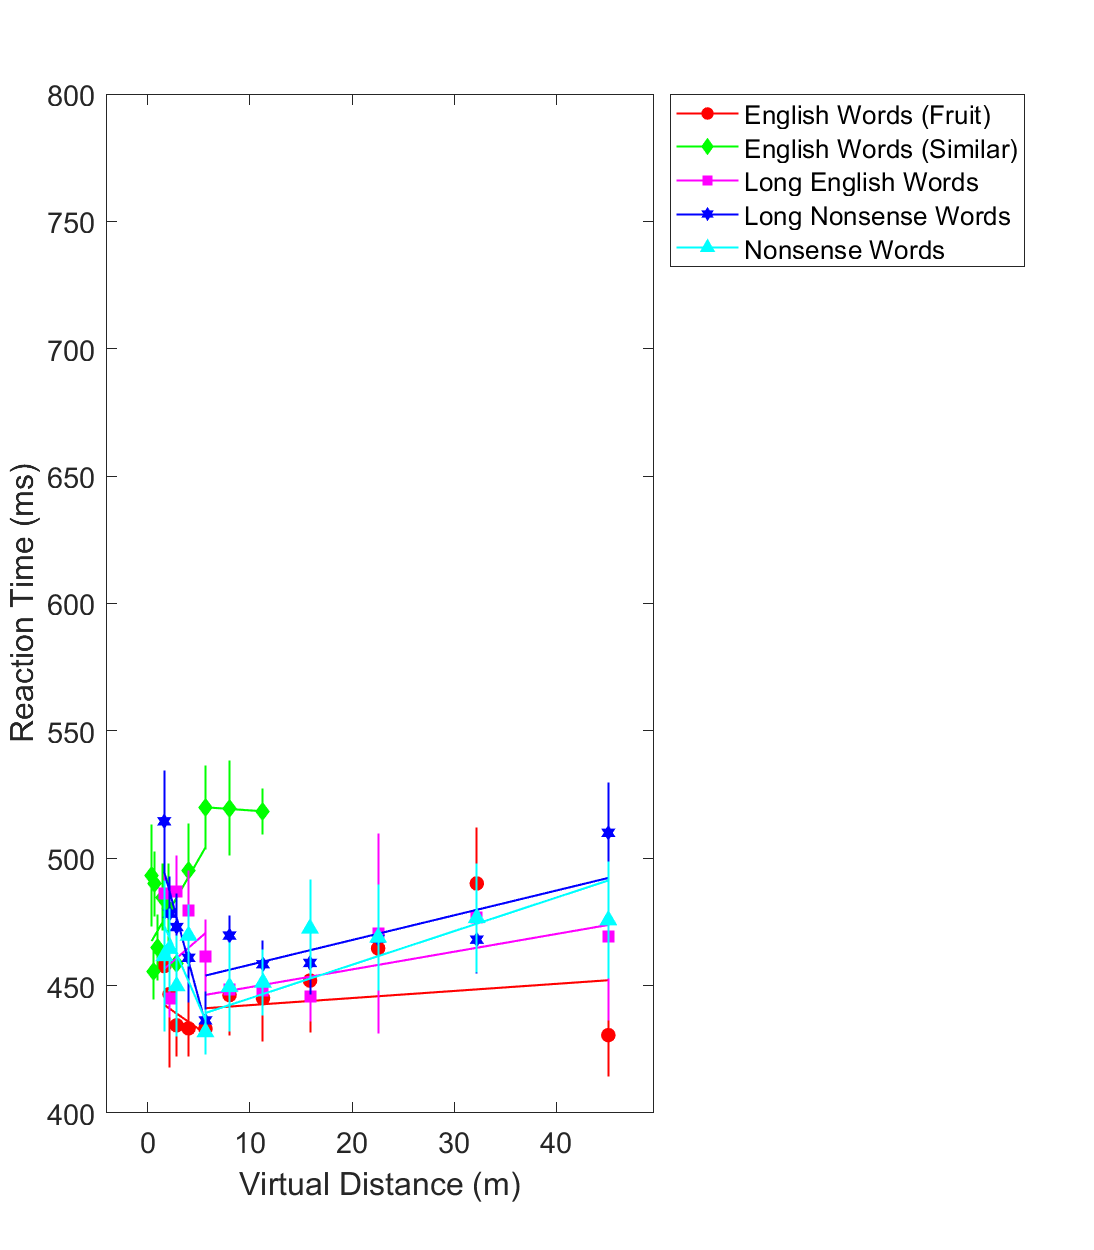 800
750
700
650
600
550
500
450
400
Reaction Time (ms)
0 10 20 30 40
Virtual Distance (m)
English Words (Fruit)
English Words (Similar)
Long English Words
Long Nonsense Words
Nonsense Words